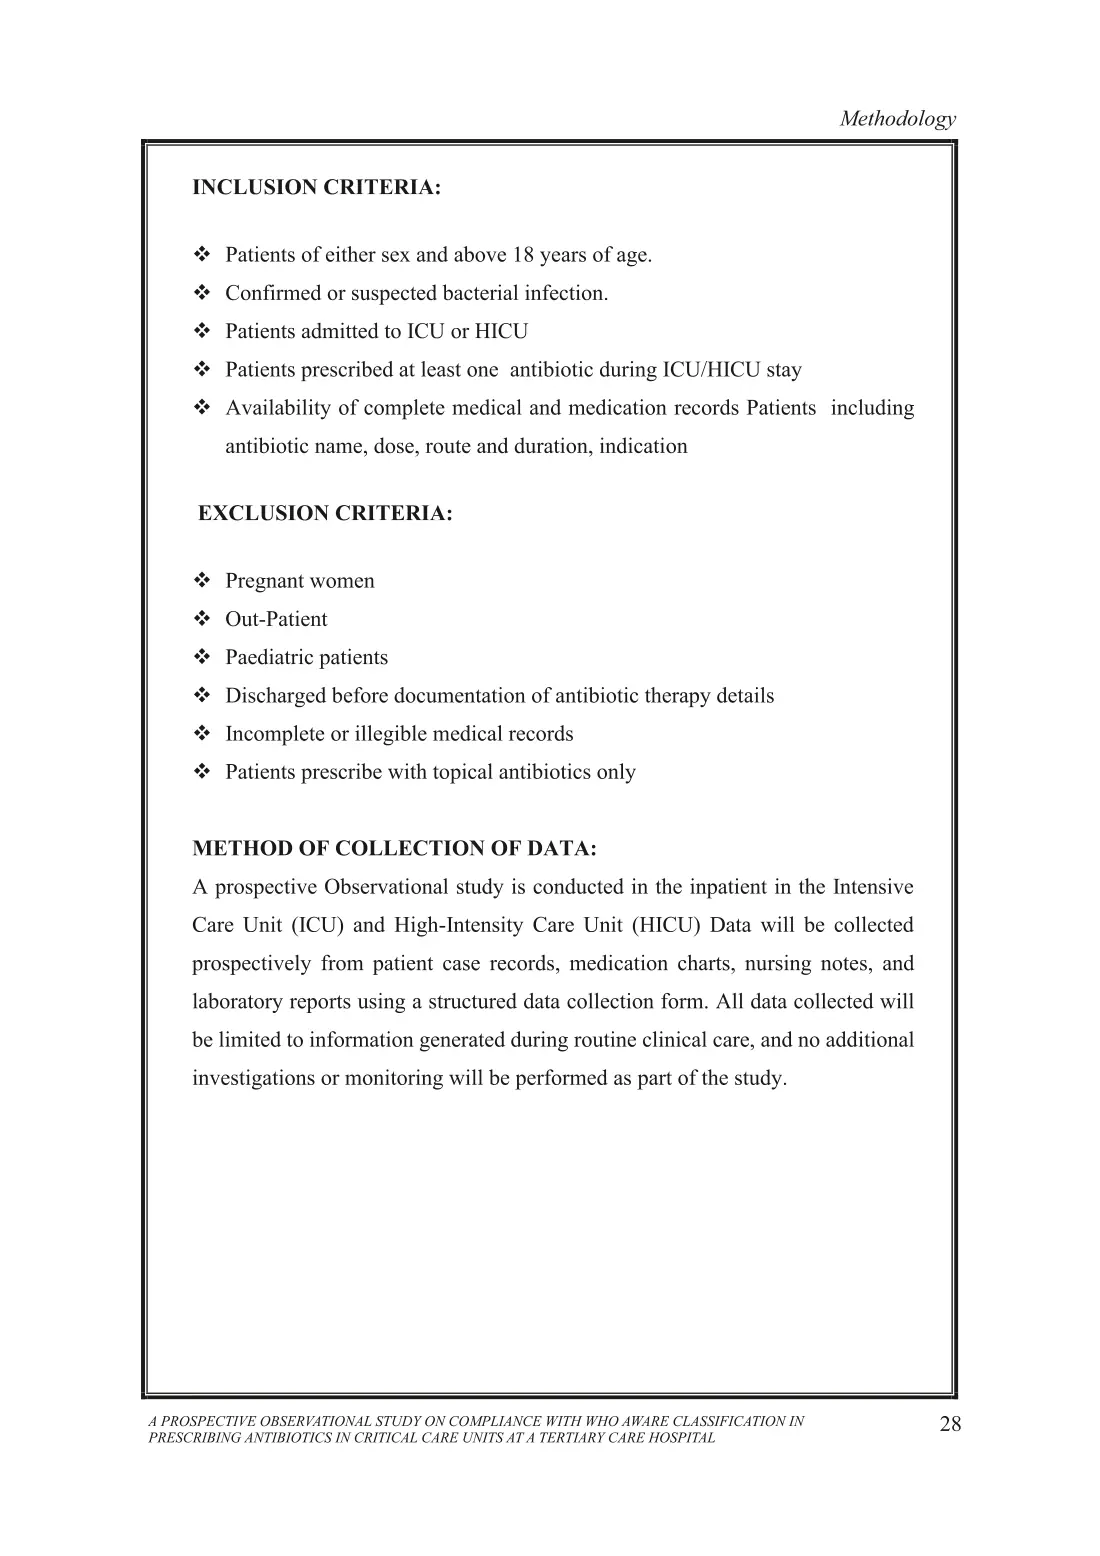 Methodology
INCLUSION CRITERIA:
❖ Patients of either sex and above 18 years of age.
❖ Confirmed or suspected bacterial infection.
❖ Patients admitted to ICU or HICU
❖ Patients prescribed at least one  antibiotic during ICU/HICU stay
❖ Availability of complete medical and medication records Patients  including
antibiotic name, dose, route and duration, indication
EXCLUSION CRITERIA:
❖ Pregnant women
❖ Out-Patient
❖ Paediatric patients
❖ Discharged before documentation of antibiotic therapy details
❖ Incomplete or illegible medical records
❖ Patients prescribe with topical antibiotics only
METHOD OF COLLECTION OF DATA:
A prospective Observational study is conducted in the inpatient in the Intensive
Care Unit (ICU) and High-Intensity Care Unit (HICU) Data will be collected
prospectively from patient case records, medication charts, nursing notes, and
laboratory reports using a structured data collection form. All data collected will
be limited to information generated during routine clinical care, and no additional
investigations or monitoring will be performed as part of the study.
A PROSPECTIVE OBSERVATIONAL STUDY ON COMPLIANCE WITH WHO AWARE CLASSIFICATION IN
PRESCRIBING ANTIBIOTICS IN CRITICAL CARE UNITS AT A TERTIARY CARE HOSPITAL
28